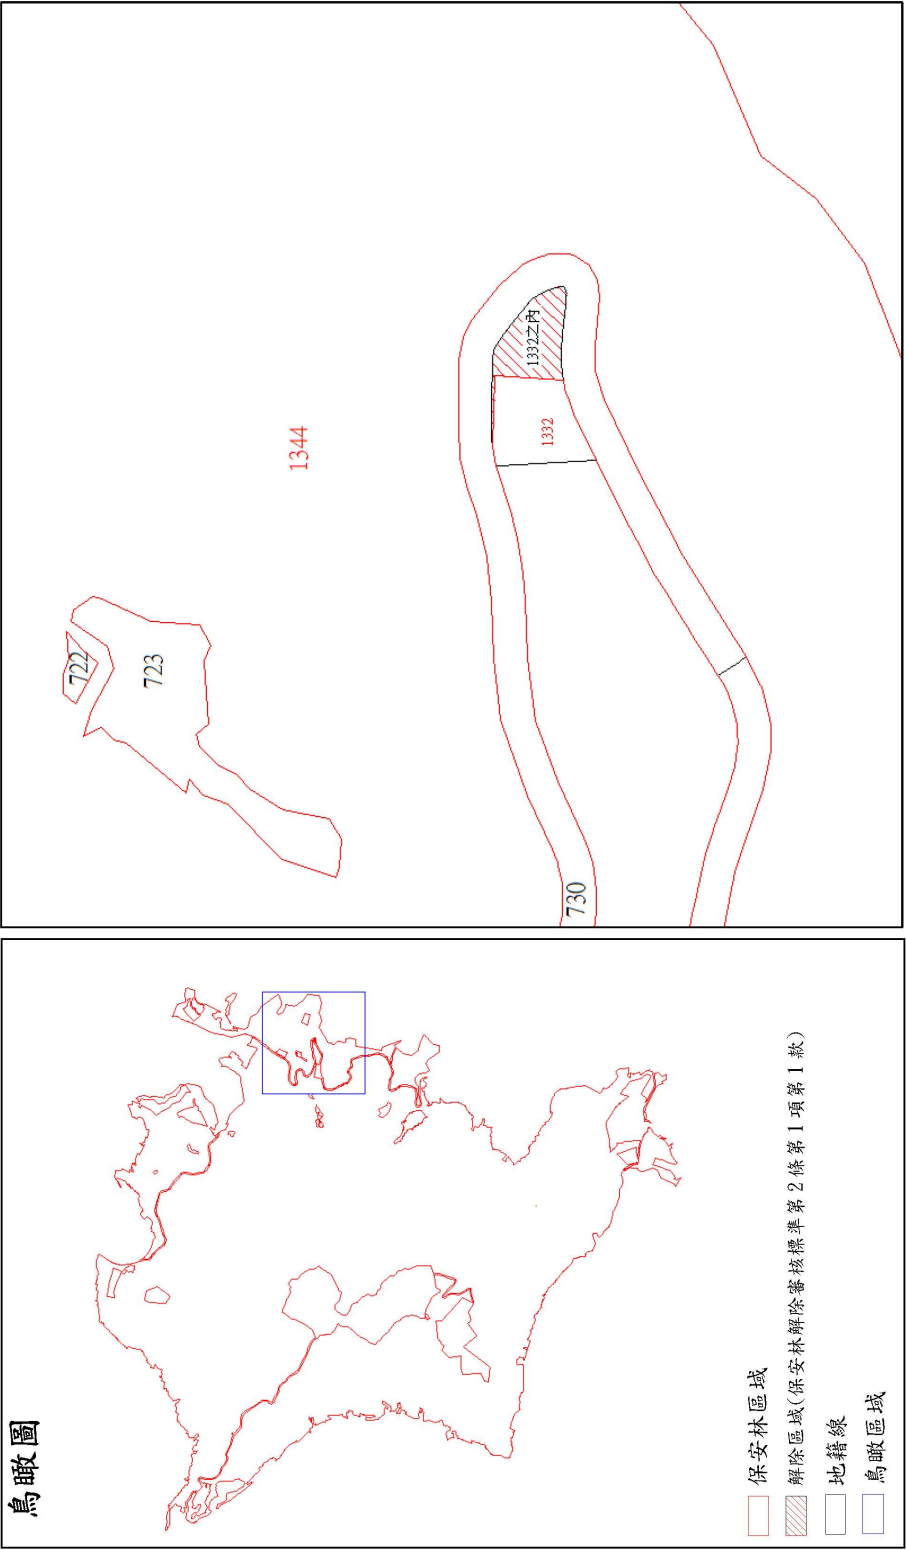 鳥瞰圖
保安林區域
解除區域(保安林解除審核標準第2條第1項第1款)
地籍線
鳥瞰區域
722
723
1344
1332之內
1332
730